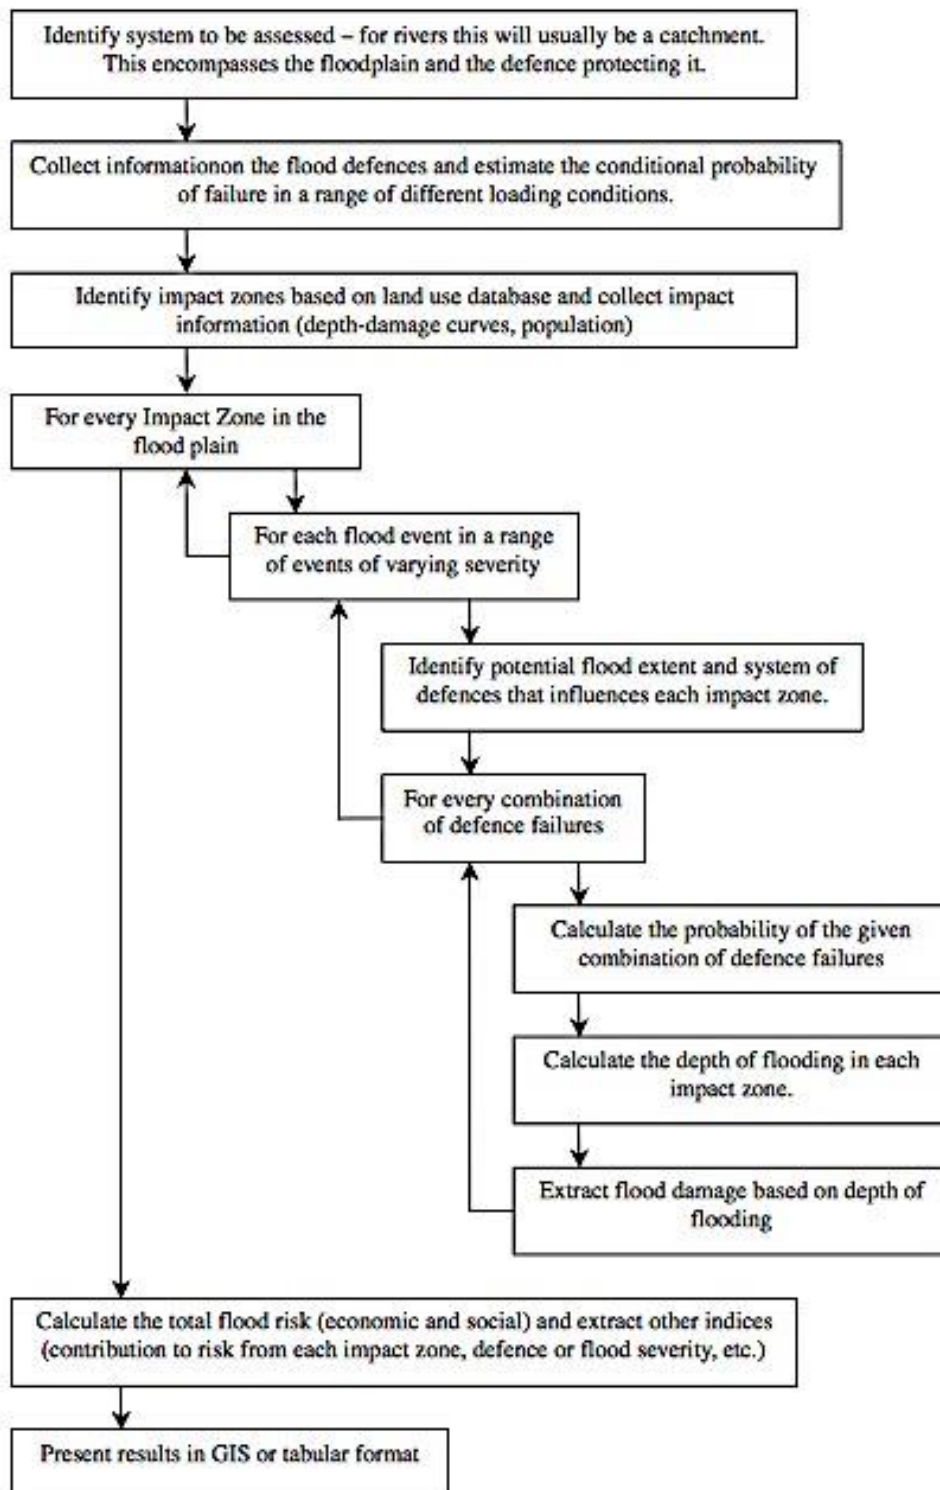 Identify system to be assessed – for rivers this will usually be a catchment.
This encompasses the floodplain and the defence protecting it.
Collect informationon the flood defences and estimate the conditional probability
of failure in a range of different loading conditions.
Identify impact zones based on land use database and collect impact
information (depth-damage curves, population)
For every Impact Zone in the
flood plain
For each flood event in a range
of events of varying severity
Identify potential flood extent and system of
defences that influences each impact zone.
For every combination
of defence failures
Calculate the probability of the given
combination of defence failures
Calculate the depth of flooding in each
impact zone.
Extract flood damage based on depth of
flooding
Calculate the total flood risk (economic and social) and extract other indices
(contribution to risk from each impact zone, defence or flood severity, etc.)
Present results in GIS or tabular format